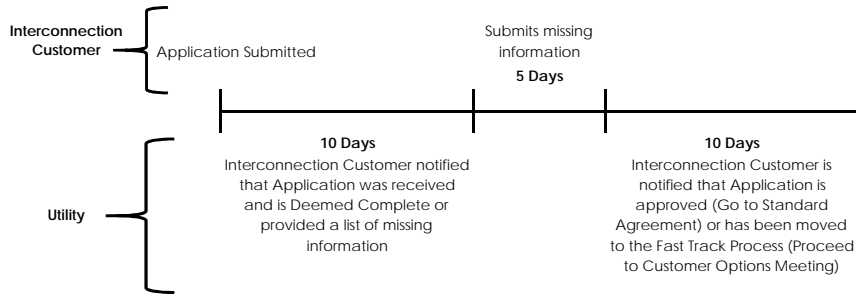 Interconnection
Customer
Application Submitted
Submits missing
information
5 Days
10 Days
Interconnection Customer notified
that Application was received
and is Deemed Complete or
provided a list of missing
information
10 Days
Interconnection Customer is
notified that Application is
approved (Go to Standard
Agreement) or has been moved
to the Fast Track Process (Proceed
to Customer Options Meeting)
Utility